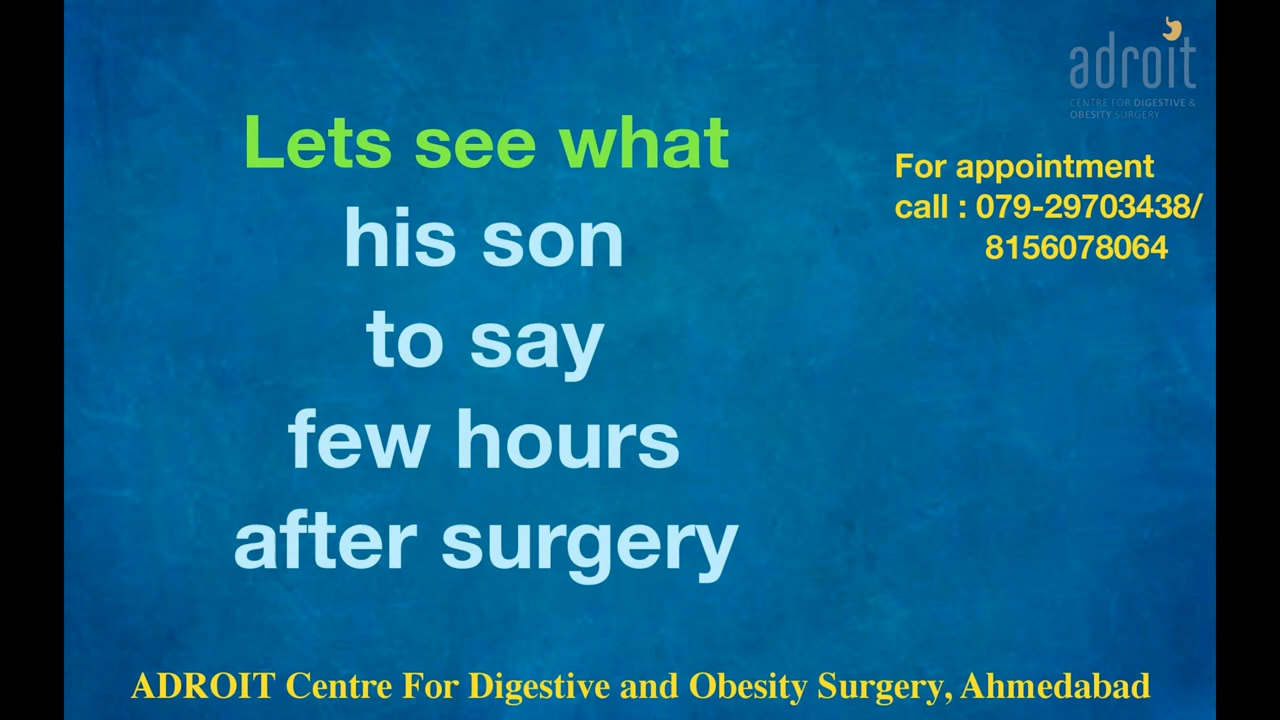 adroit
CENTRE FOR DIGESTIVE &
OBESITY SURGERY
Lets see what
his son
to say
few hours
after surgery
For appointment
call : 079-29703438/
8156078064
ADROIT Centre For Digestive and Obesity Surgery, Ahmedabad